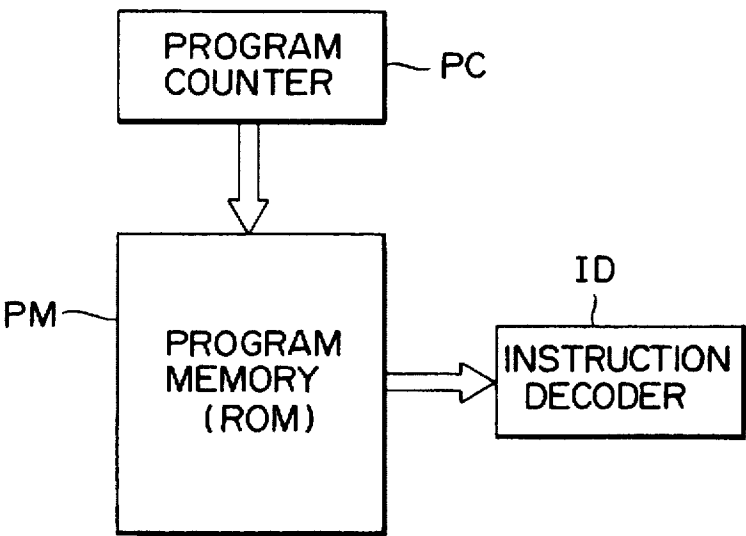 PROGRAM
COUNTER
PC
PM
PROGRAM
MEMORY
(ROM)
ID
INSTRUCTION
DECODER